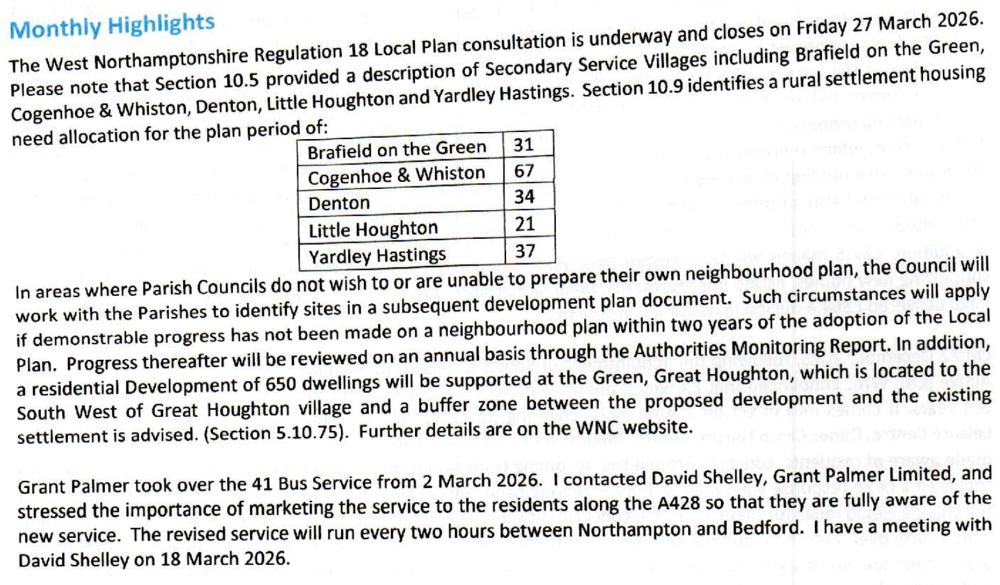 Monthly Highlights
The West Northamptonshire Regulation 18 Local Plan consultation is underway and closes on Friday 27 March 2026.
Please note that Section 10.5 provided a description of Secondary Service Villages including Brafield on the Green,
Cogenhoe & Whiston, Denton, Little Houghton and Yardley Hastings. Section 10.9 identifies a rural settlement housing
need allocation for the plan period of:
Brafield on the Green 31
Cogenhoe & Whiston 67
Denton 34
Little Houghton 21
Yardley Hastings 37
In areas where Parish Councils do not wish to or are unable to prepare their own neighbourhood plan, the Council will
work with the Parishes to identify sites in a subsequent development plan document. Such circumstances will apply
if demonstrable progress has not been made on a neighbourhood plan within two years of the adoption of the Local
Plan. Progress thereafter will be reviewed on an annual basis through the Authorities Monitoring Report. In addition,
a residential Development of 650 dwellings will be supported at the Green, Great Houghton, which is located to the
South West of Great Houghton village and a buffer zone between the proposed development and the existing
settlement is advised. (Section 5.10.75). Further details are on the WNC website.
Grant Palmer took over the 41 Bus Service from 2 March 2026. I contacted David Shelley, Grant Palmer Limited, and
stressed the importance of marketing the service to the residents along the A428 so that they are fully aware of the
new service. The revised service will run every two hours between Northampton and Bedford. I have a meeting with
David Shelley on 18 March 2026.